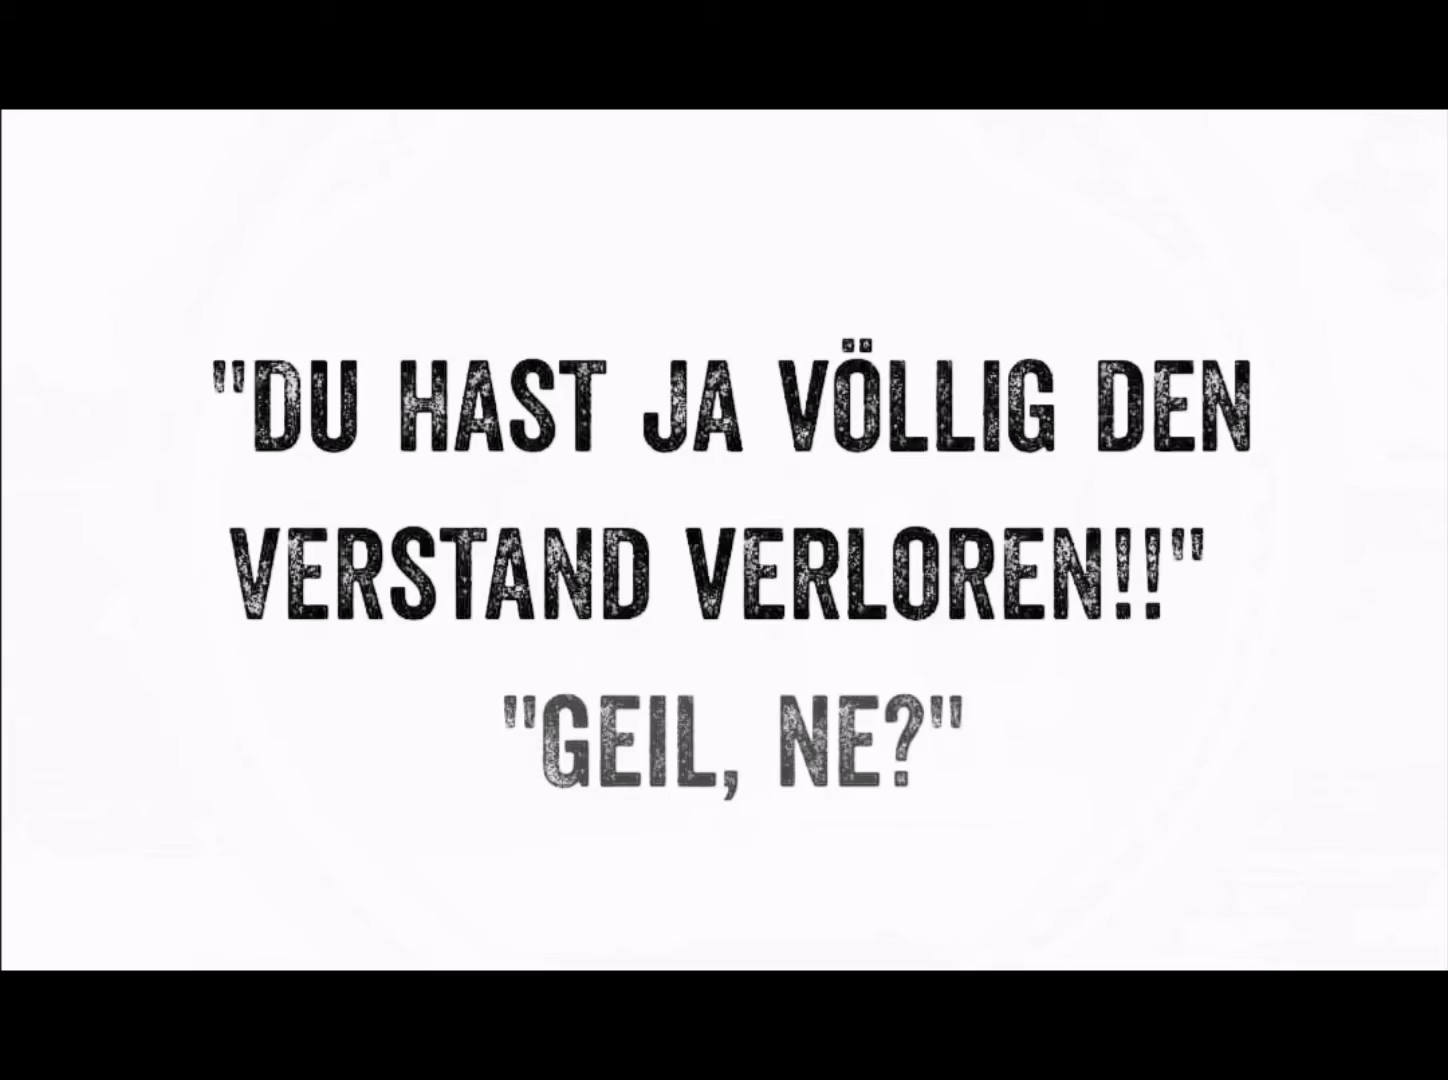 "DU HAST JA VÖLLIG DEN
VERSTAND VERLOREN!!"
"GEIL, NE?"